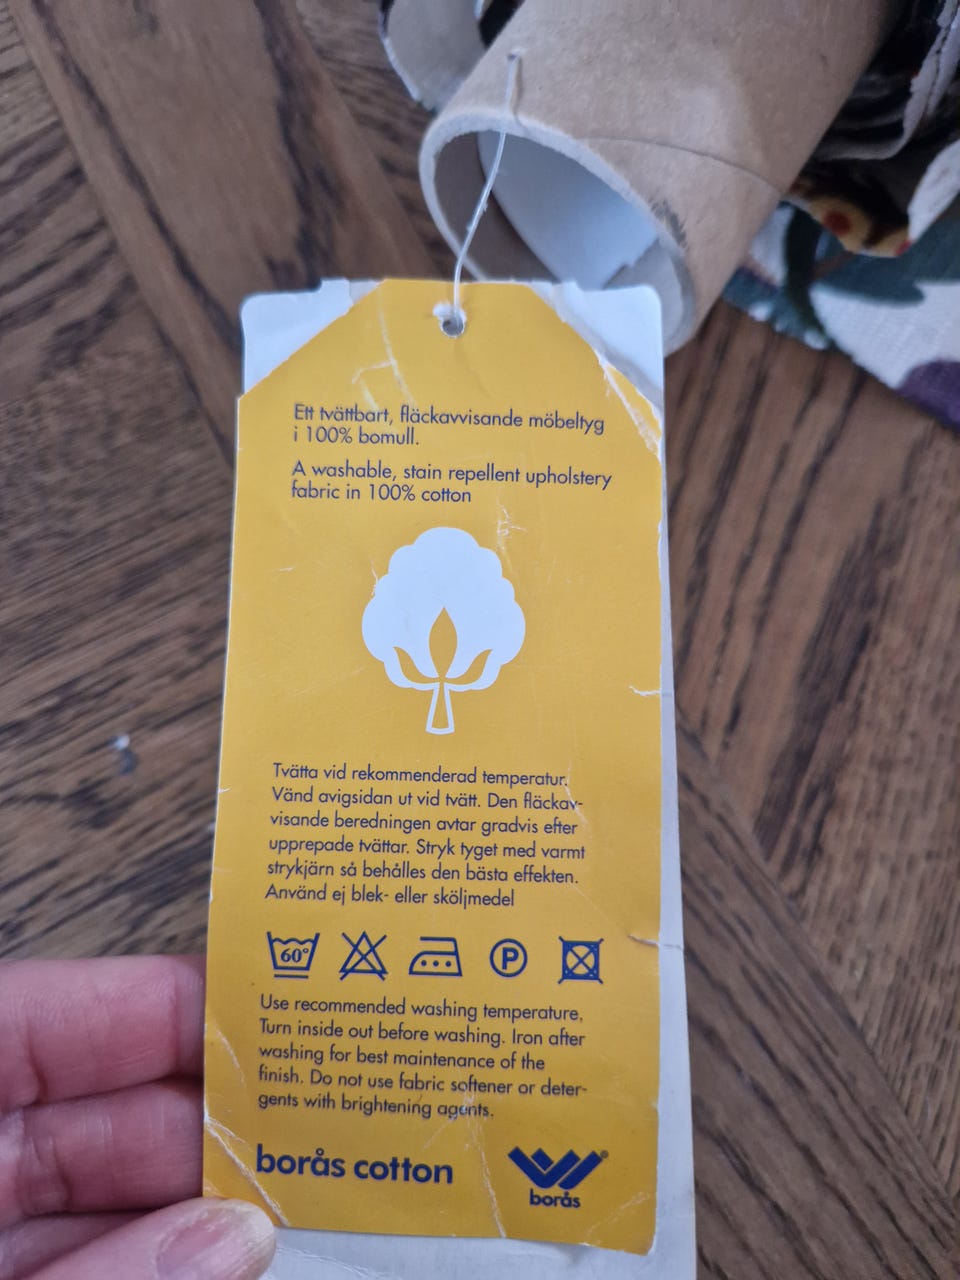 Ett tvättbart, fläckavvisande möbeltyg
i 100% bomull.
A washable, stain repellent upholstery
fabric in 100% cotton
Tvätta vid rekommenderad temperatur.
Vänd avigsidan ut vid tvätt. Den fläckav-
visande beredningen avtar gradvis efter
upprepade tvättar. Stryk tyget med varmt
strykjärn så behålles den bästa effekten.
Använd ej blek- eller sköljmedel
60° P
Use recommended washing temperature,
Turn inside out before washing. Iron after
washing for best maintenance of the
finish. Do not use fabric softener or deter-
gents with brightening agents.
borås cotton
borås®